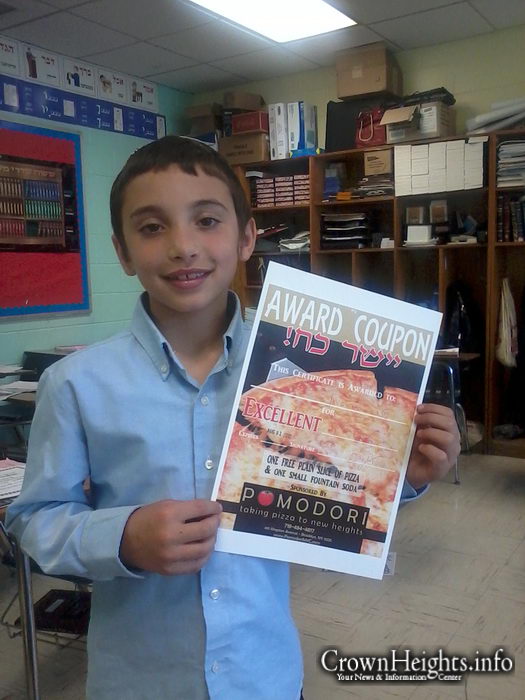 AWARD COUPON
יישר כח!
THIS CERTIFICATE IS AWARDED TO:
FOR
EXCELLENT
ONE FREE PLAIN SLICE OF PIZZA
& ONE SMALL FOUNTAIN SODA
SPONSORED BY
POMODORI
taking pizza to new heights
CrownHeights.info
YOUR NEWS & INFORMATION CENTER